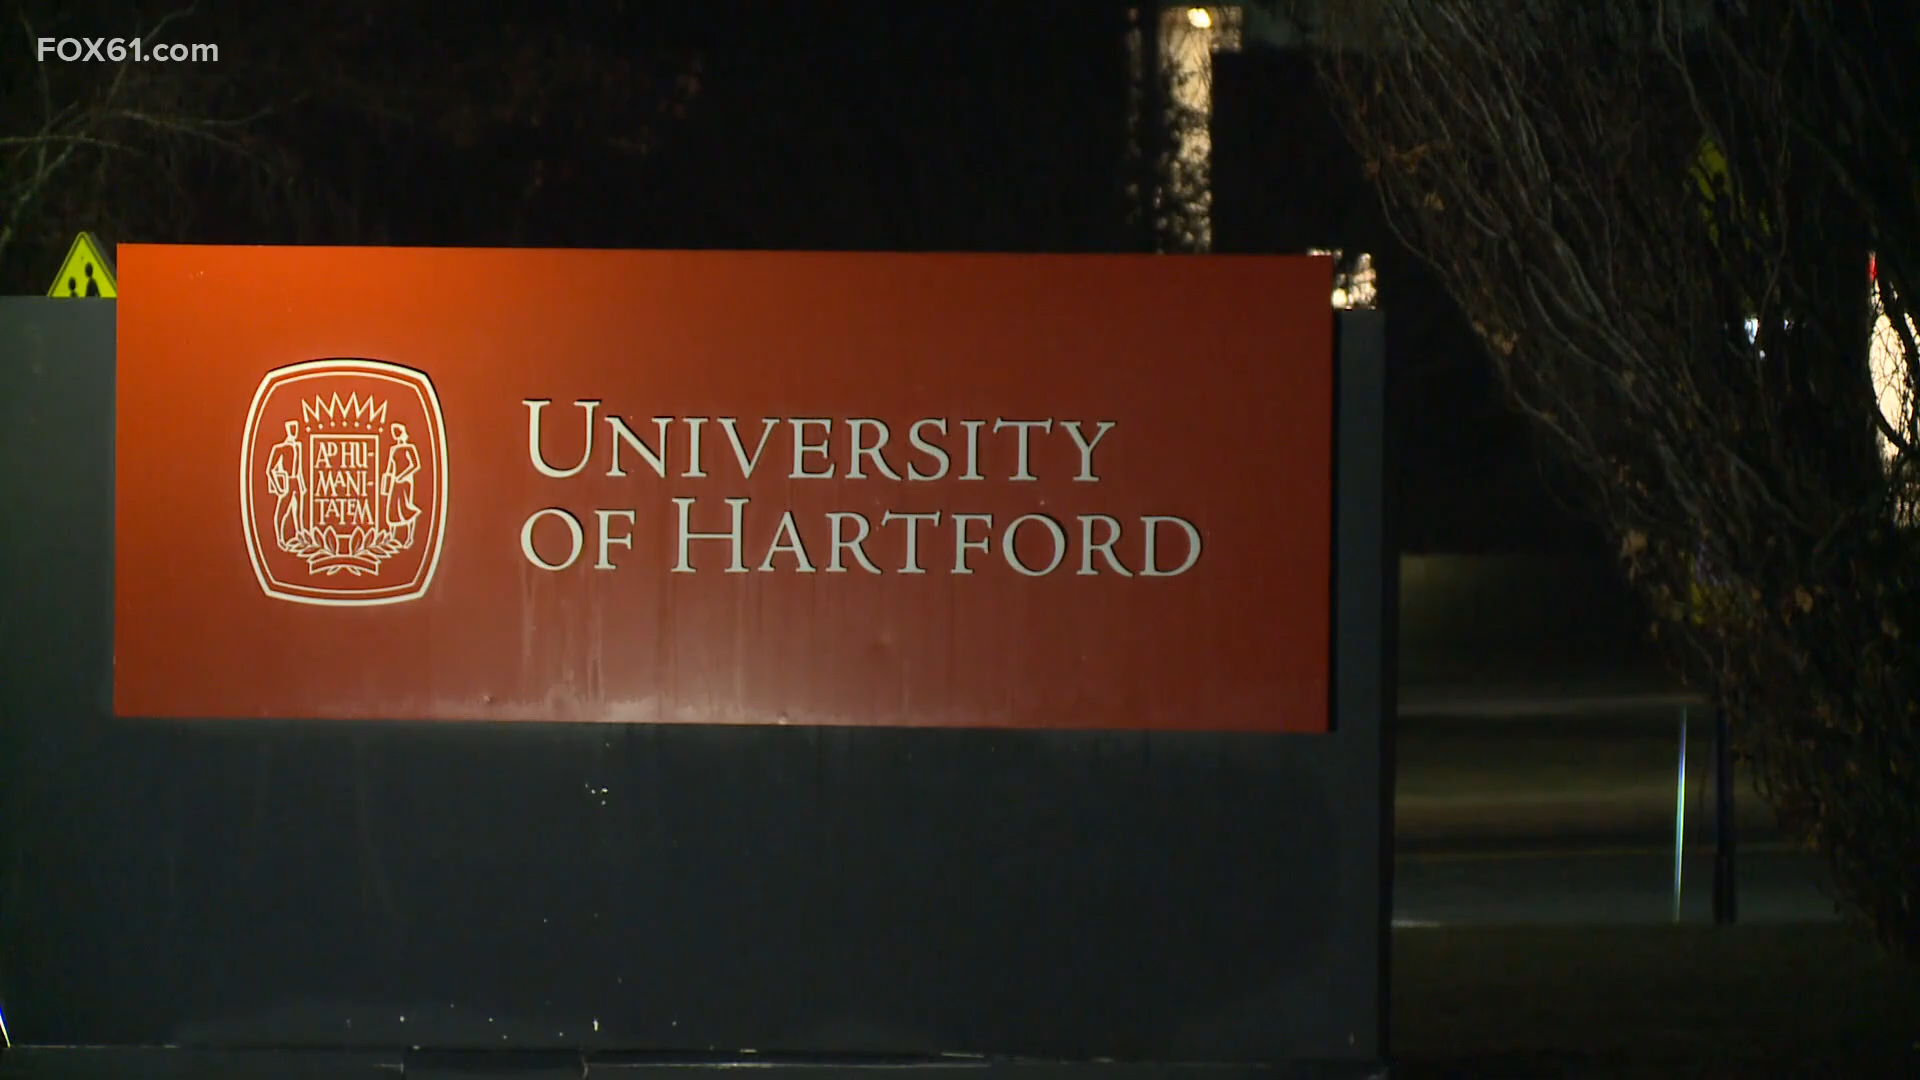 FOX61.com
AD HU-
MANI-
TATEM
UNIVERSITY
OF HARTFORD